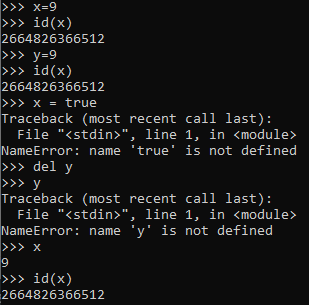 >>> x=9
>>> id(x)
2664826366512
>>> y=9
>>> id(x)
2664826366512
>>> x = true
Traceback (most recent call last):
  File "<stdin>", line 1, in <module>
NameError: name 'true' is not defined
>>> del y
>>> y
Traceback (most recent call last):
  File "<stdin>", line 1, in <module>
NameError: name 'y' is not defined
>>> x
9
>>> id(x)
2664826366512